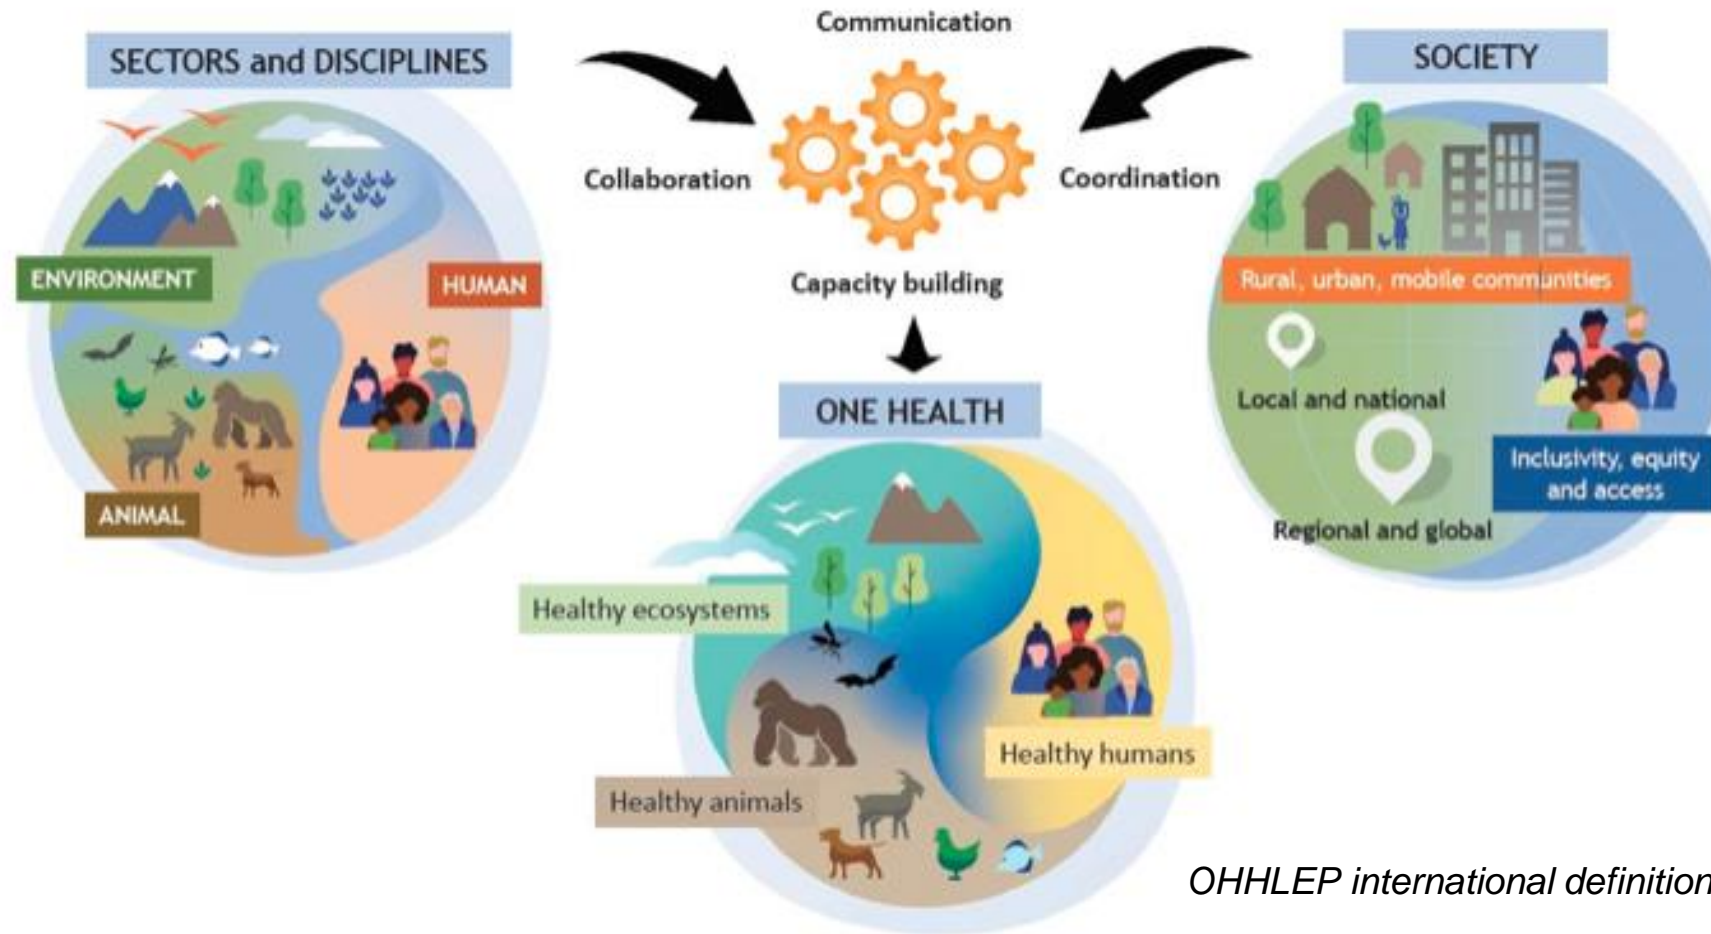 Communication
SECTORS and DISCIPLINES
SOCIETY
Collaboration
Coordination
ENVIRONMENT
HUMAN
Capacity building
Rural, urban, mobile communities
Local and national
ONE HEALTH
Inclusivity, equity
and access
ANIMAL
Regional and global
Healthy ecosystems
Healthy humans
Healthy animals
OHHLEP international definition